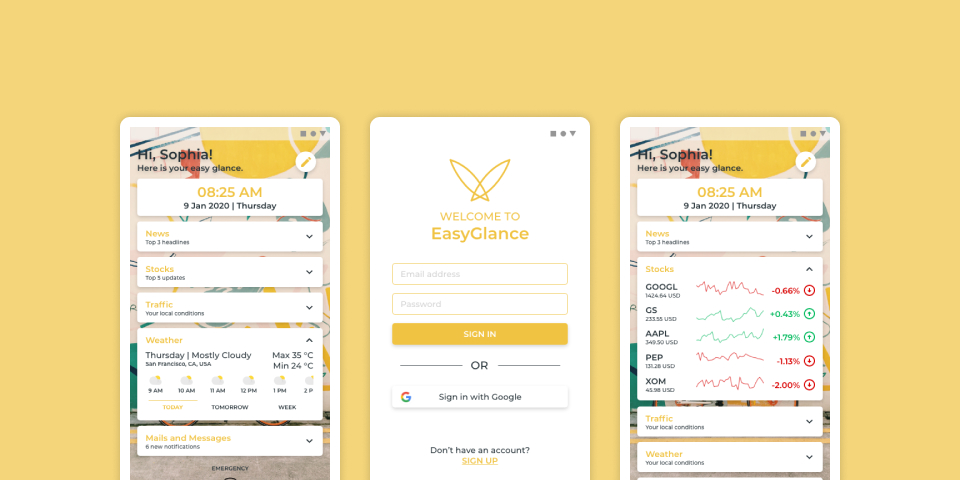 Hi, Sophia!
Here is your easy glance.
08:25 AM
9 Jan 2020 | Thursday
News
Top 3 headlines
Stocks
Top 5 updates
Traffic
Your local conditions
Weather
Thursday | Mostly Cloudy
San Francisco, CA, USA
Max 35 °C
Min 24 °C
9 AM 10 AM 11 AM 12 PM 1 PM 2 P
TODAY TOMORROW WEEK
Mails and Messages
6 new notifications
EMERGENCY
WELCOME TO
EasyGlance
Email address
Password
SIGN IN
OR
Sign in with Google
Don't have an account?
SIGN UP
Hi, Sophia!
Here is your easy glance.
08:25 AM
9 Jan 2020 | Thursday
News
Top 3 headlines
Stocks
GOOGL -0.66%
1424.64 USD
GS +0.43%
233.55 USD
AAPL +1.79%
349.50 USD
PEP -1.13%
131.28 USD
XOM -2.00%
45.98 USD
Traffic
Your local conditions
Weather
Your local conditions